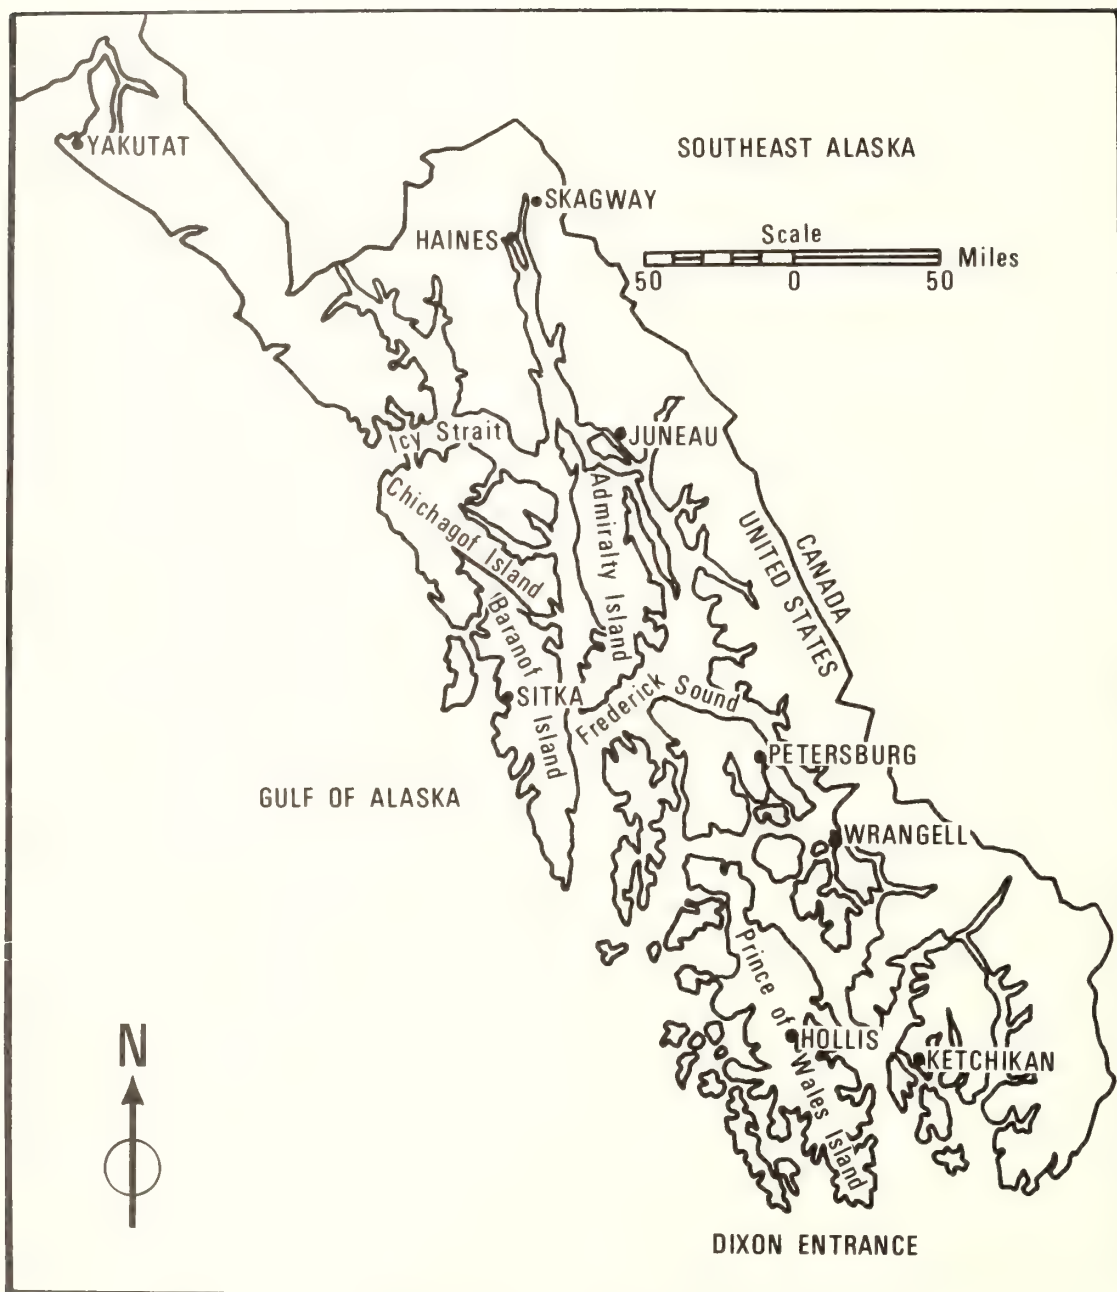 YAKUTAT
SOUTHEAST ALASKA
SKAGWAY
HAINES
Scale
Miles
50 0 50
JUNEAU
Icy Strait
Chichagof Island
Admiralty Island
CANADA
UNITED STATES
Baranof Island
SITKA
Frederick Sound
PETERSBURG
GULF OF ALASKA
WRANGELL
Prince of Wales Island
HOLLIS
KETCHIKAN
N
DIXON ENTRANCE